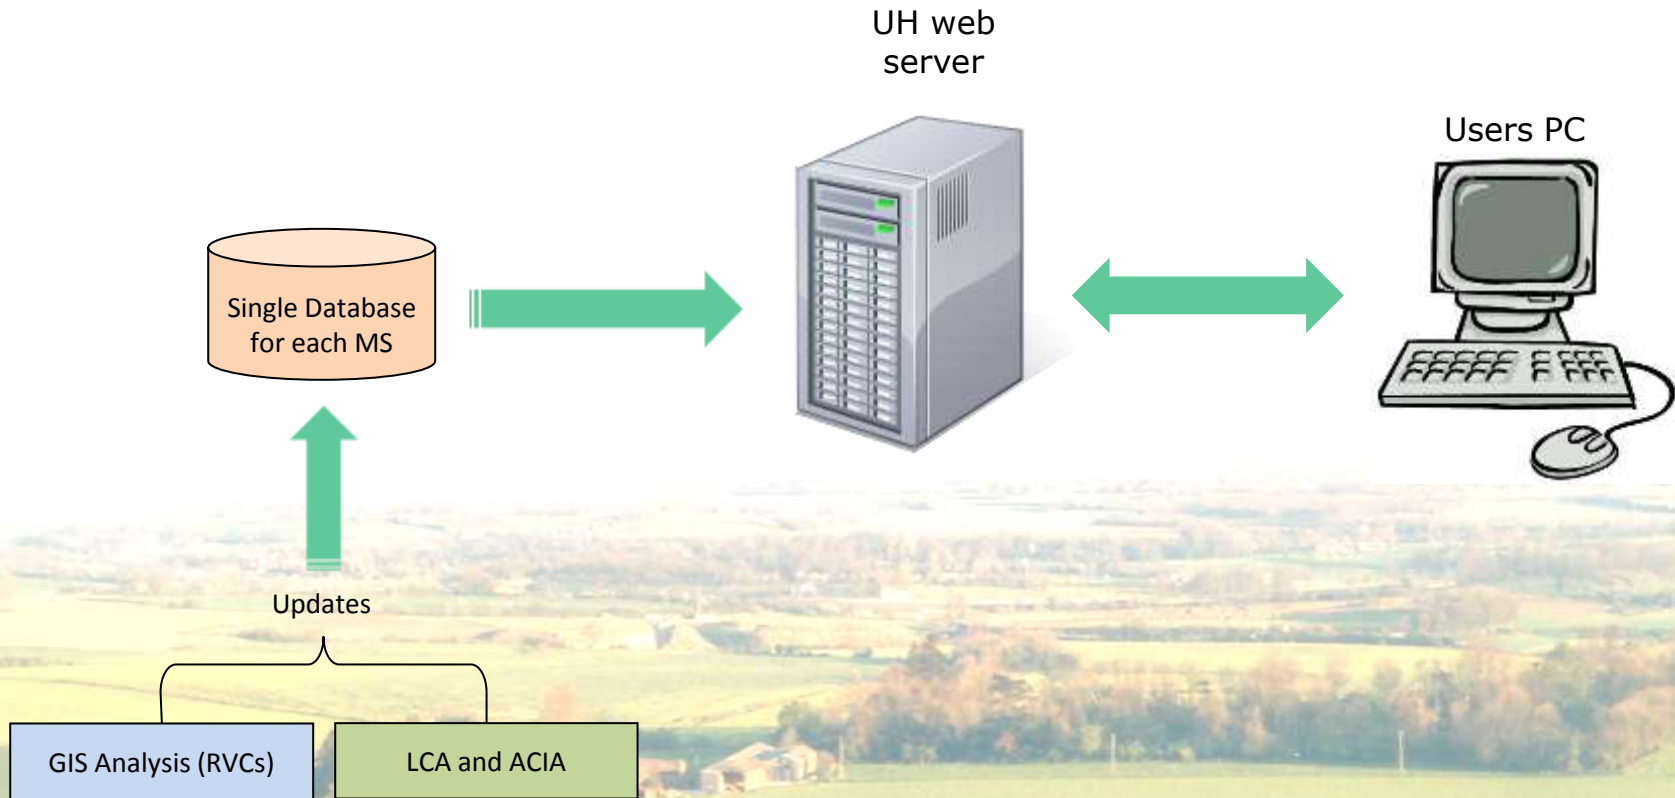 UH web
server
Users PC
Single Database
for each MS
Updates
GIS Analysis (RVCs)
LCA and ACIA